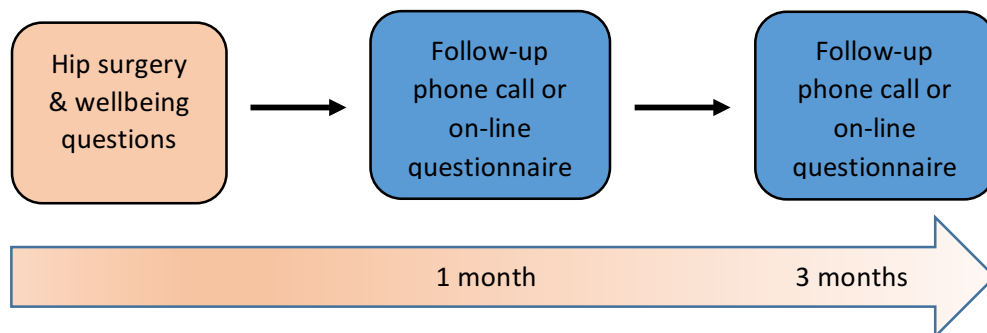 Hip surgery
& wellbeing
questions
Follow-up
phone call or
on-line
questionnaire
Follow-up
phone call or
on-line
questionnaire
1 month
3 months